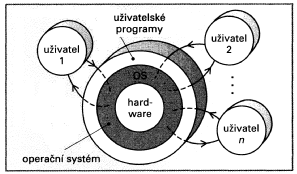 uživatelské
programy
uživatel
1
uživatel
2
OS
hard-
ware
uživatel
n
operační systém